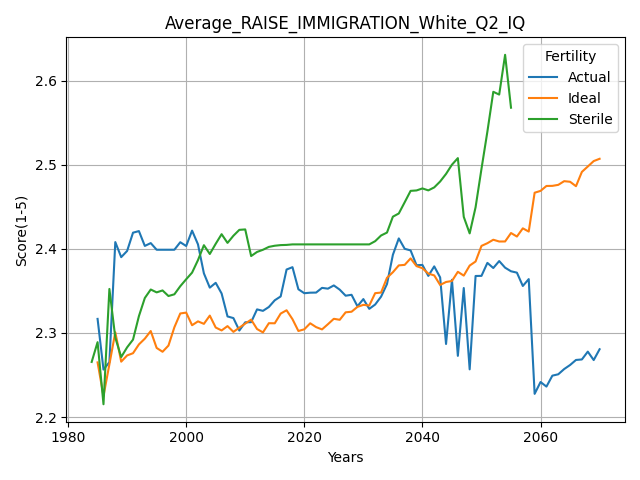 Average_RAISE_IMMIGRATION_White_Q2_IQ
Fertility
Actual
Ideal
Sterile
Score(1-5)
2.6
2.5
2.4
2.3
2.2
1980
2000
2020
2040
2060
Years